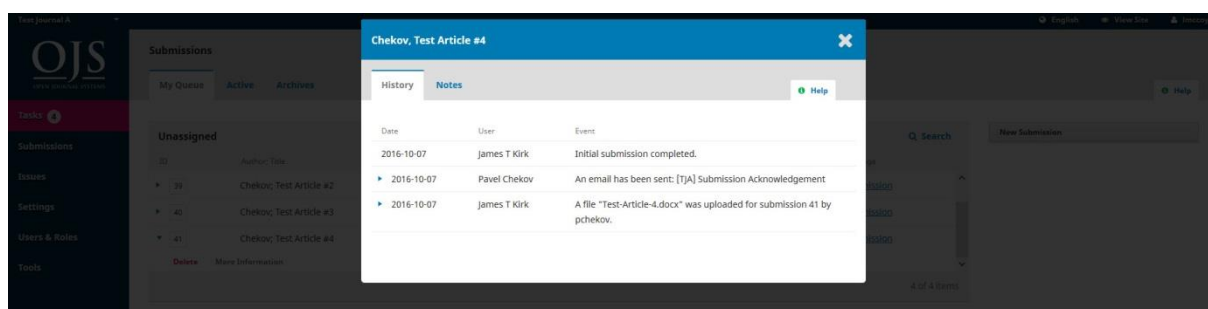 Test Journal A
English View Site
OJS
OPEN JOURNAL SYSTEMS
Submissions
My Queue Active Archives
Help
Tasks 4
Submissions
Issues
Settings
Users & Roles
Tools
Unassigned
Search
ID Author; Title
39 Chekov; Test Article #2
40 Chekov; Test Article #3
41 Chekov; Test Article #4
Delete More Information
4 of 4 items
New Submission
Chekov, Test Article #4
History Notes
Help
Date User Event
2016-10-07 James T Kirk Initial submission completed.
2016-10-07 Pavel Chekov An email has been sent: [TJA] Submission Acknowledgement
2016-10-07 James T Kirk A file "Test-Article-4.docx" was uploaded for submission 41 by
pchekov.